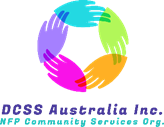 DCSS Australia Inc.
NFP Community Services Org.